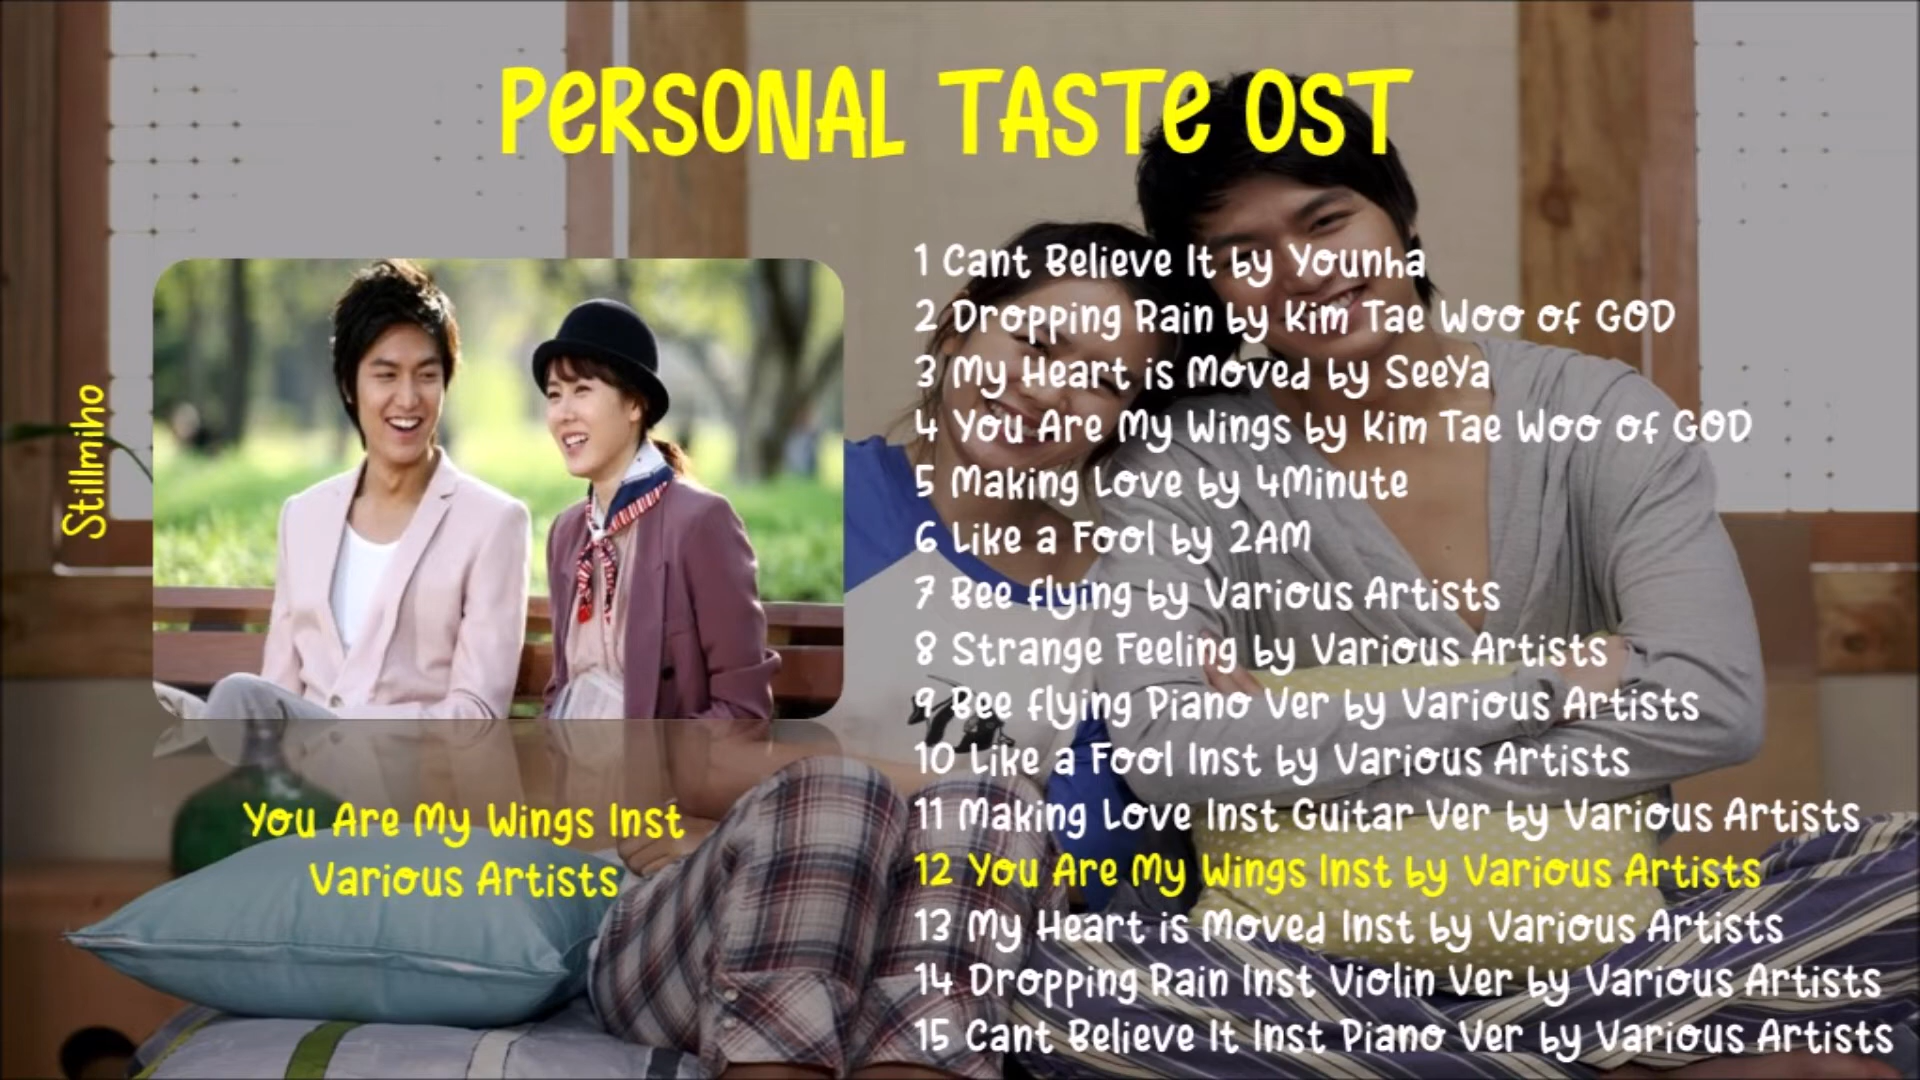 PERSONAL TASTE OST
Stillmiho
You Are My Wings Inst
Various Artists
1 Cant Believe It by Younha
2 Dropping Rain by Kim Tae Woo of GOD
3 My Heart is Moved by SeeYa
4 You Are My Wings by Kim Tae Woo of GOD
5 Making Love by 4Minute
6 Like a Fool by 2AM
7 Bee flying by Various Artists
8 Strange Feeling by Various Artists
9 Bee flying Piano Ver by Various Artists
10 Like a Fool Inst by Various Artists
11 Making Love Inst Guitar Ver by Various Artists
12 You Are My Wings Inst by Various Artists
13 My Heart is Moved Inst by Various Artists
14 Dropping Rain Inst Violin Ver by Various Artists
15 Cant Believe It Inst Piano Ver by Various Artists